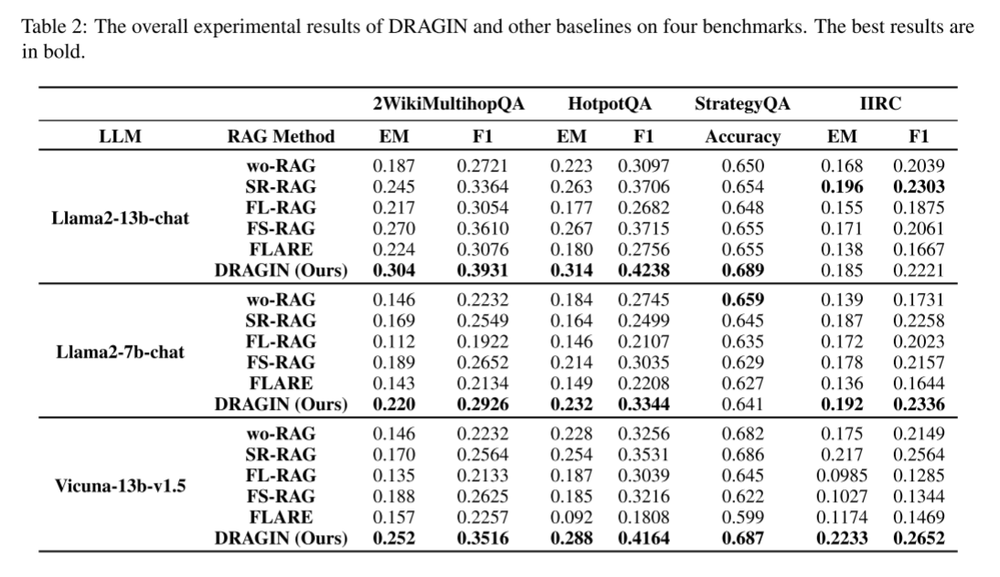 Table 2: The overall experimental results of DRAGIN and other baselines on four benchmarks. The best results are
in bold.
2WikiMultihopQA HotpotQA StrategyQA IIRC
LLM RAG Method EM F1 EM F1 Accuracy EM F1
wo-RAG 0.187 0.2721 0.223 0.3097 0.650 0.168 0.2039
SR-RAG 0.245 0.3364 0.263 0.3706 0.654 0.196 0.2303
FL-RAG 0.217 0.3054 0.177 0.2682 0.648 0.155 0.1875
Llama2-13b-chat
FS-RAG 0.270 0.3610 0.267 0.3715 0.655 0.171 0.2061
FLARE 0.224 0.3076 0.180 0.2756 0.655 0.138 0.1667
DRAGIN (Ours) 0.304 0.3931 0.314 0.4238 0.689 0.185 0.2221
wo-RAG 0.146 0.2232 0.184 0.2745 0.659 0.139 0.1731
SR-RAG 0.169 0.2549 0.164 0.2499 0.645 0.187 0.2258
FL-RAG 0.112 0.1922 0.146 0.2107 0.635 0.172 0.2023
Llama2-7b-chat
FS-RAG 0.189 0.2652 0.214 0.3035 0.629 0.178 0.2157
FLARE 0.143 0.2134 0.149 0.2208 0.627 0.136 0.1644
DRAGIN (Ours) 0.220 0.2926 0.232 0.3344 0.641 0.192 0.2336
wo-RAG 0.146 0.2232 0.228 0.3256 0.682 0.175 0.2149
SR-RAG 0.170 0.2564 0.254 0.3531 0.686 0.217 0.2564
FL-RAG 0.135 0.2133 0.187 0.3039 0.645 0.0985 0.1285
Vicuna-13b-v1.5
FS-RAG 0.188 0.2625 0.185 0.3216 0.622 0.1027 0.1344
FLARE 0.157 0.2257 0.092 0.1808 0.599 0.1174 0.1469
DRAGIN (Ours) 0.252 0.3516 0.288 0.4164 0.687 0.2233 0.2652